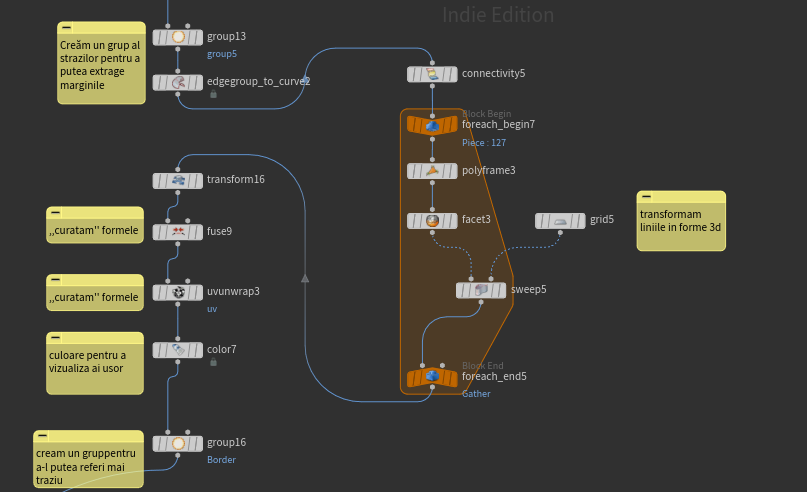 Indie Edition
group13
group5
Creăm un grup al
strazilor pentru a
putea extrage
marginile
edgegroup_to_curve2
connectivity5
Block Begin
foreach_begin7
Piece : 127
polyframe3
facet3
grid5
transformam
liniile in forme 3d
sweep5
Block End
foreach_end5
Gather
transform16
fuse9
,,curatam" formele
uvunwrap3
uv
,,curatam" formele
color7
culoare pentru a
vizualiza ai usor
group16
Border
cream un gruppentru
a-l putea referi mai
traziu